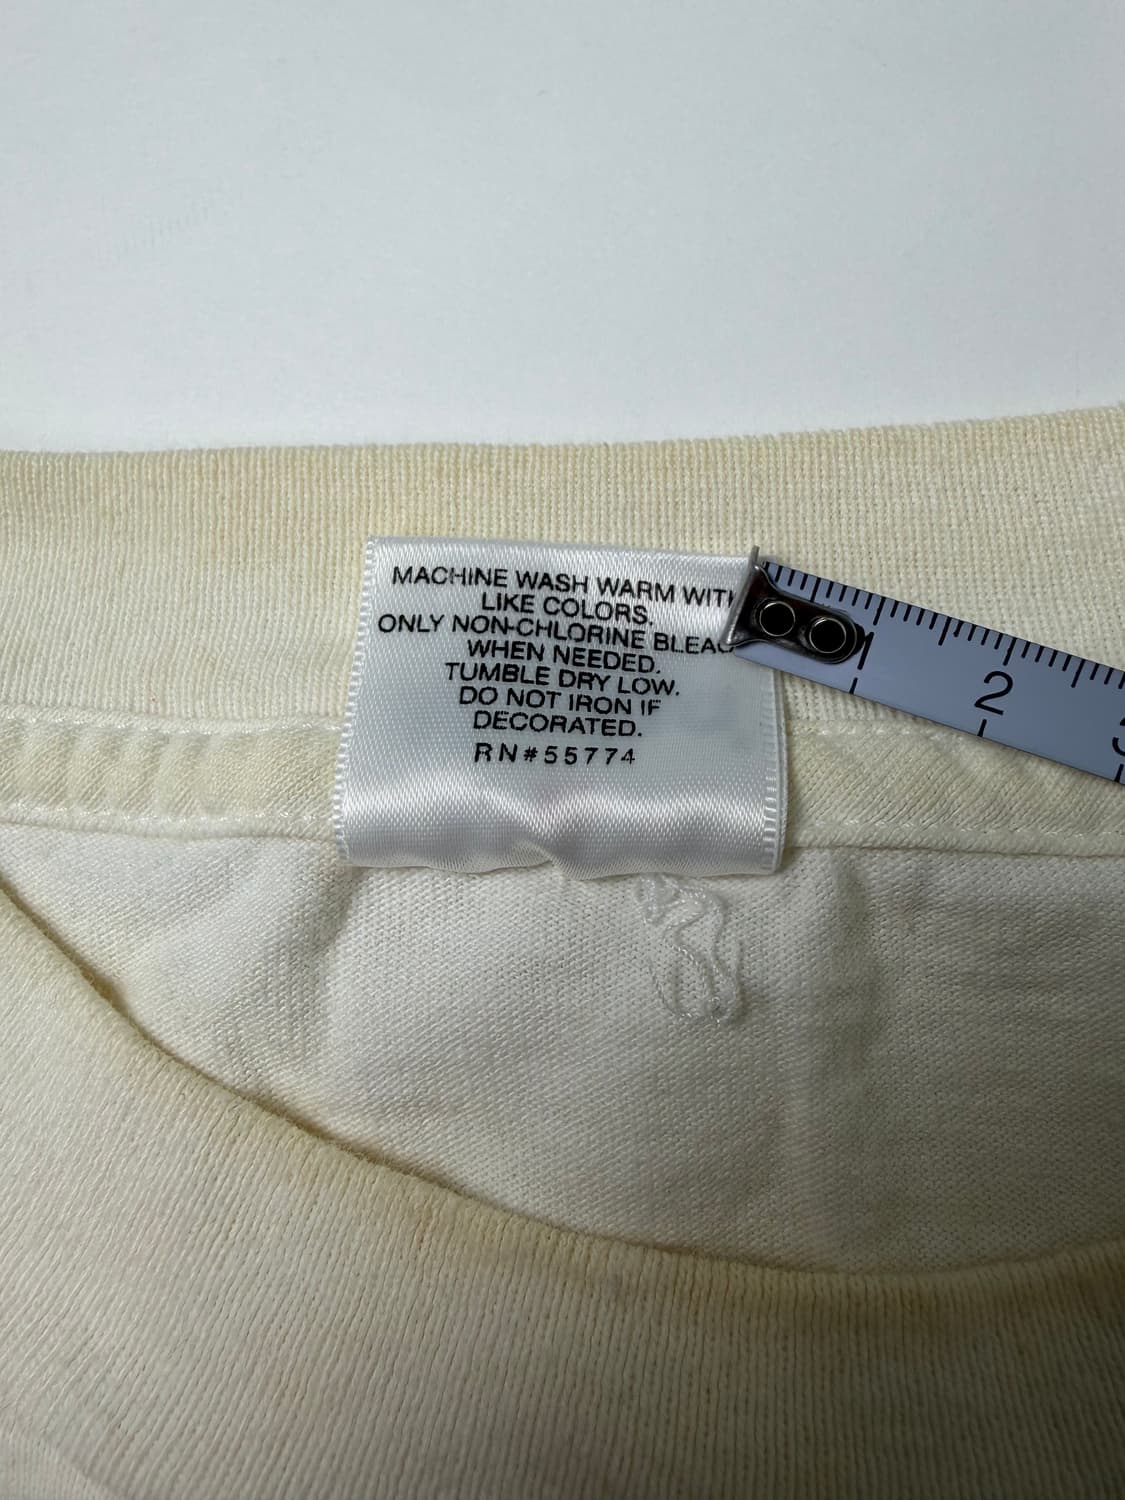 MACHINE WASH WARM WITH
LIKE COLORS.
ONLY NON-CHLORINE BLEAC
WHEN NEEDED.
TUMBLE DRY LOW.
DO NOT IRON IF
DECORATED.
RN#55774
1
2